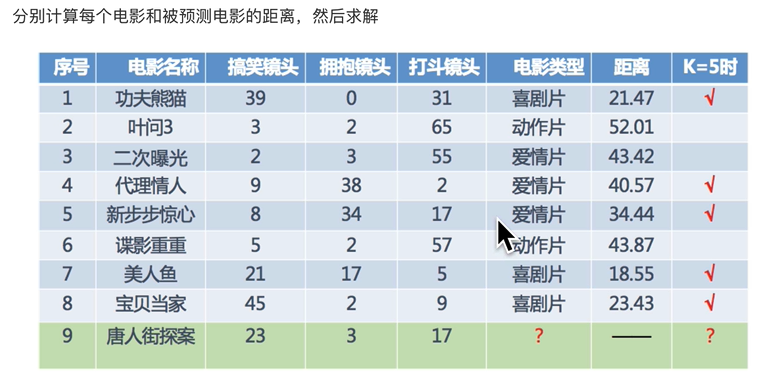 分别计算每个电影和被预测电影的距离，然后求解
序号 电影名称 搞笑镜头 拥抱镜头 打斗镜头 电影类型 距离 K=5时
1 功夫熊猫 39 0 31 喜剧片 21.47 √
2 叶问3 3 2 65 动作片 52.01
3 二次曝光 2 3 55 爱情片 43.42
4 代理情人 9 38 2 爱情片 40.57 √
5 新步步惊心 8 34 17 爱情片 34.44 √
6 谍影重重 5 2 57 动作片 43.87
7 美人鱼 21 17 5 喜剧片 18.55 √
8 宝贝当家 45 2 9 喜剧片 23.43 √
9 唐人街探案 23 3 17 ? —— ?